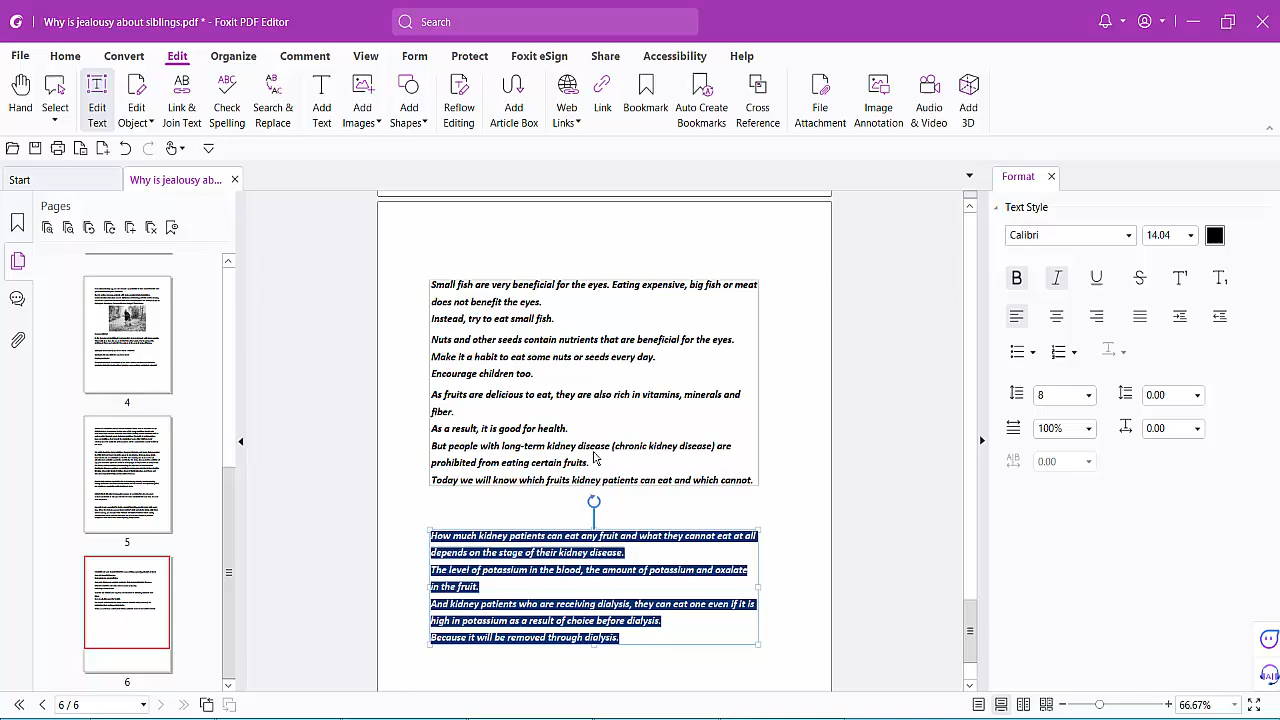 Why is jealousy about siblings.pdf * - Foxit PDF Editor
Search
File Home Convert Edit Organize Comment View Form Protect Foxit eSign Share Accessibility Help
Hand
Select
Edit Text
Edit Object
Link & Join Text
Check Spelling
Search & Replace
Add Text
Add Images
Add Shapes
Reflow Editing
Add Article Box
Web Links
Link
Bookmark
Auto Create Bookmarks
Cross Reference
File Attachment
Image Annotation
Audio & Video
Add 3D
Start
Why is jealousy ab...
Pages
4
5
6
Small fish are very beneficial for the eyes. Eating expensive, big fish or meat
does not benefit the eyes.
Instead, try to eat small fish.
Nuts and other seeds contain nutrients that are beneficial for the eyes.
Make it a habit to eat some nuts or seeds every day.
Encourage children too.
As fruits are delicious to eat, they are also rich in vitamins, minerals and
fiber.
As a result, it is good for health.
But people with long-term kidney disease (chronic kidney disease) are
prohibited from eating certain fruits.
Today we will know which fruits kidney patients can eat and which cannot.
How much kidney patients can eat any fruit and what they cannot eat at all
depends on the stage of their kidney disease.
The level of potassium in the blood, the amount of potassium and oxalate
in the fruit.
And kidney patients who are receiving dialysis, they can eat one even if it is
high in potassium as a result of choice before dialysis.
Because it will be removed through dialysis.
Format
Text Style
Calibri 14.04
B I U S T T
8 0.00
100% 0.00
0.00
AI
6 / 6
66.67%